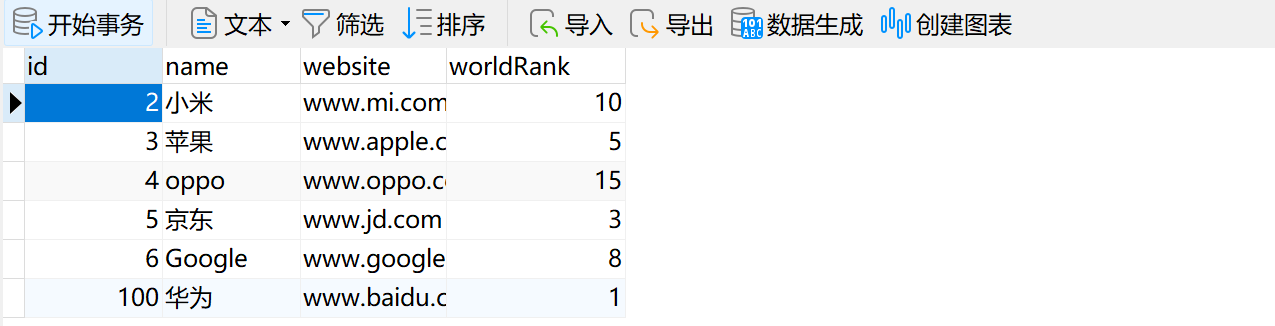 开始事务 文本 筛选 排序 导入 导出 数据生成 创建图表
id name website worldRank
2 小米 www.mi.com 10
3 苹果 www.apple.c 5
4 oppo www.oppo.c 15
5 京东 www.jd.com 3
6 Google www.google 8
100 华为 www.baidu.c 1